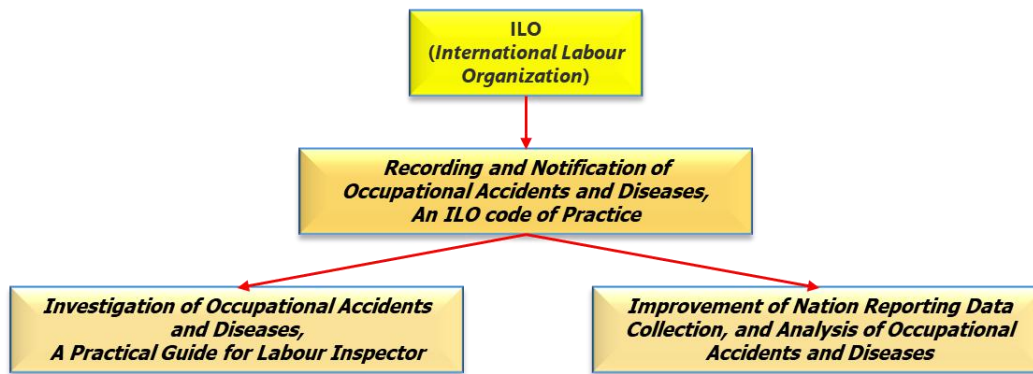 ILO
(International Labour
Organization)
Recording and Notification of
Occupational Accidents and Diseases,
An ILO code of Practice
Investigation of Occupational Accidents
and Diseases,
A Practical Guide for Labour Inspector
Improvement of Nation Reporting Data
Collection, and Analysis of Occupational
Accidents and Diseases